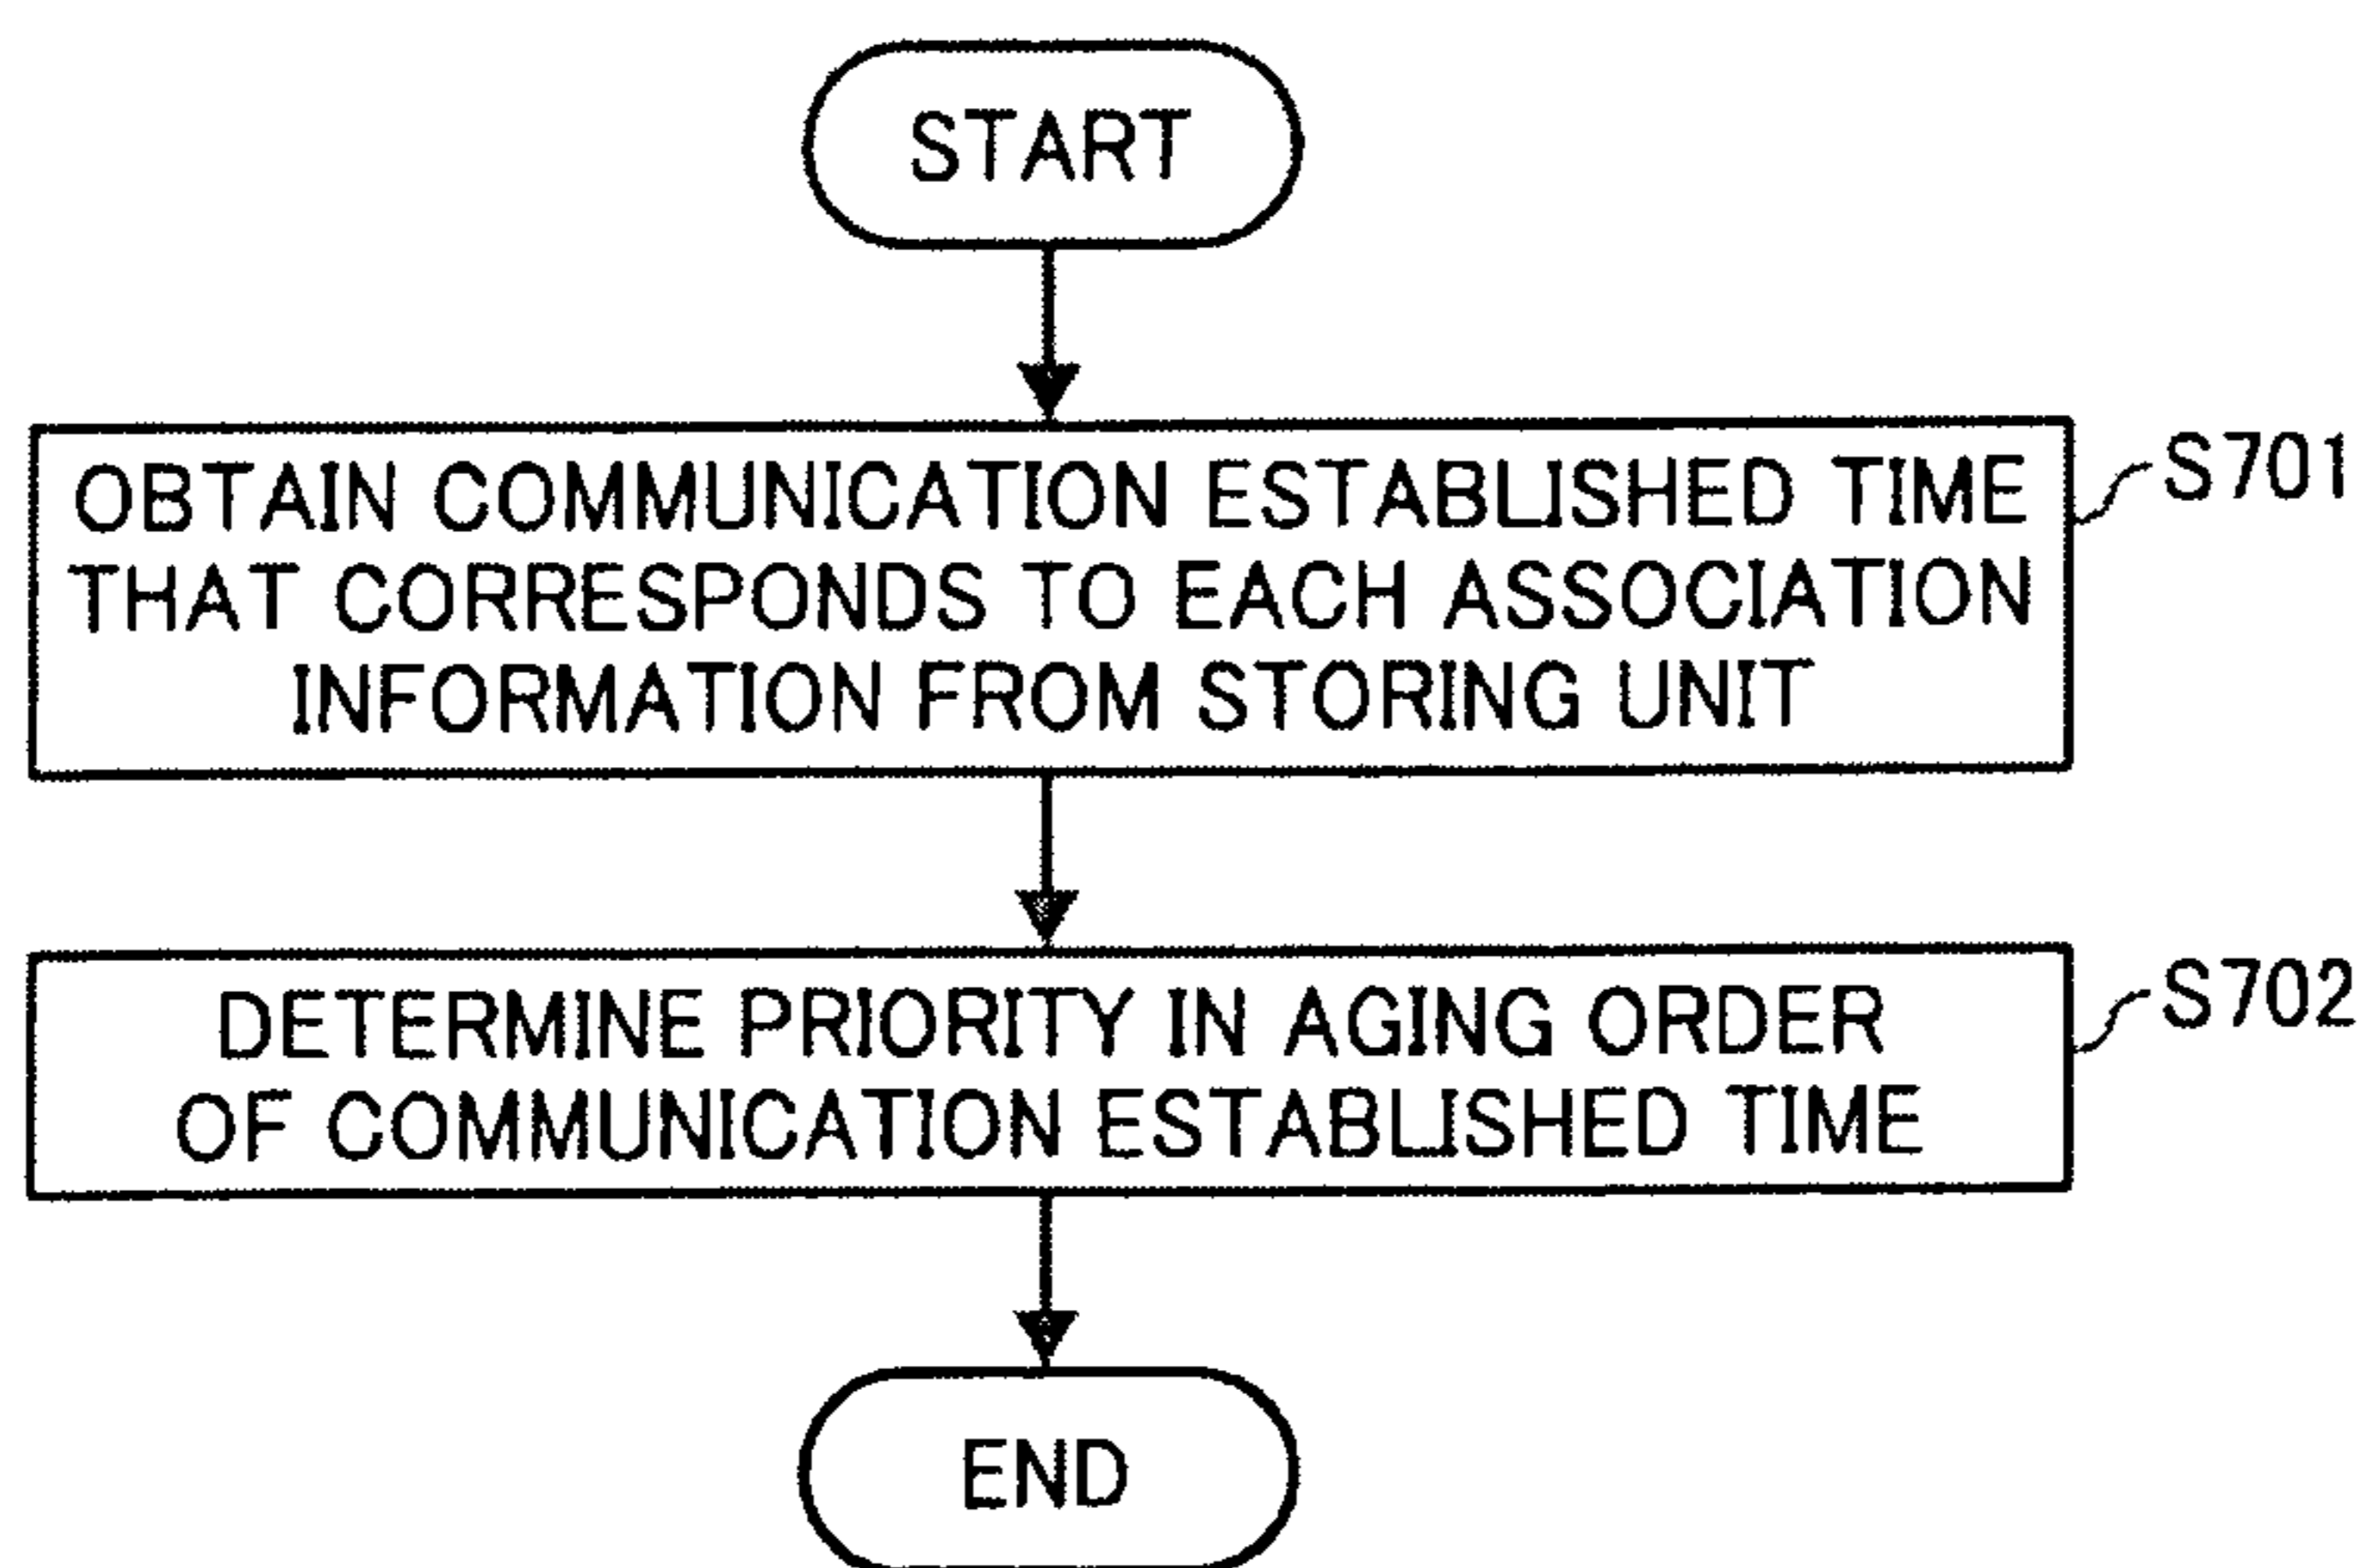 START
OBTAIN COMMUNICATION ESTABLISHED TIME
THAT CORRESPONDS TO EACH ASSOCIATION
INFORMATION FROM STORING UNIT
S701
DETERMINE PRIORITY IN AGING ORDER
OF COMMUNICATION ESTABLISHED TIME
S702
END